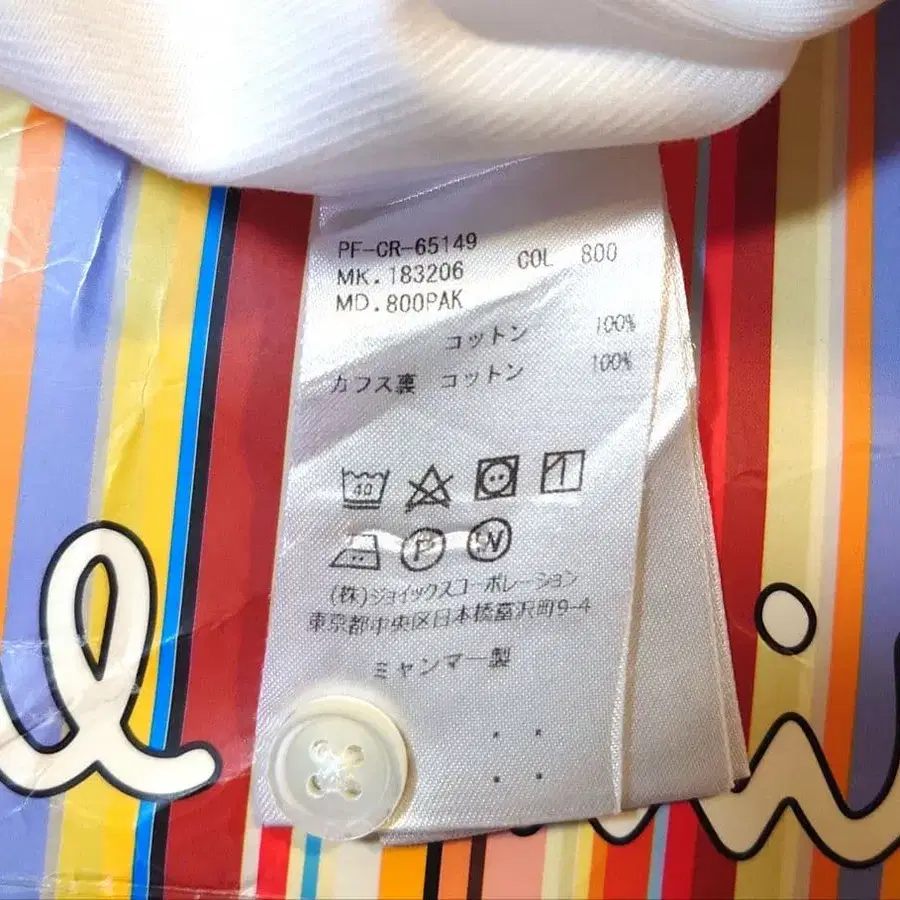 PF-CR-65149
MK.183206 COL 800
MD.800PAK
コットン 100%
カフス裏 コットン 100%
40
P W
(株)ジョイックスコーポレーション
東京都中央区日本橋富沢町9-4
ミャンマー製